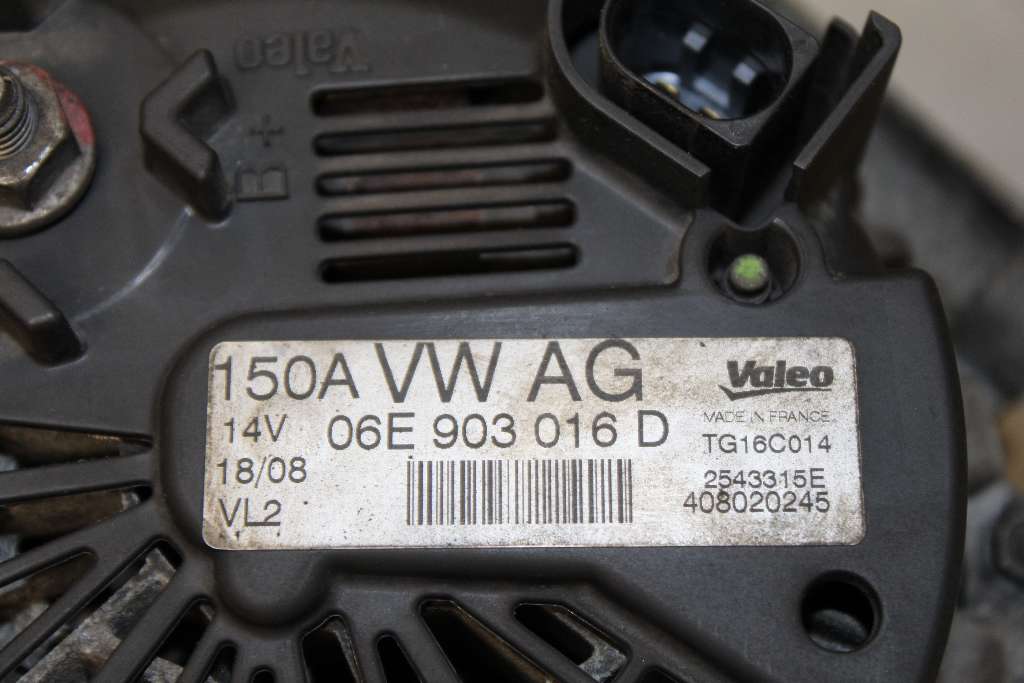 Valeo
B+
150A VW AG
Valeo
14V 06E 903 016 D
MADE IN FRANCE
TG16C014
18/08
2543315E
VL2
408020245